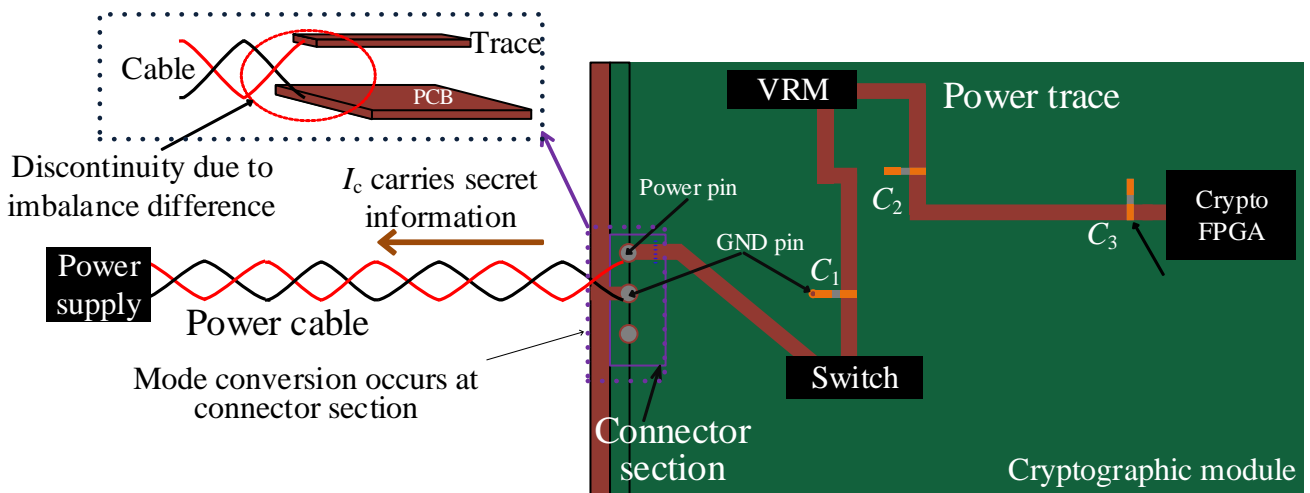 Trace
Cable
PCB
Discontinuity due to
imbalance difference
Ic carries secret
information
VRM
Power trace
Power pin
C2
Crypto
FPGA
C3
GND pin
C1
Power
supply
Power cable
Mode conversion occurs at
connector section
Switch
Connector
section
Cryptographic module